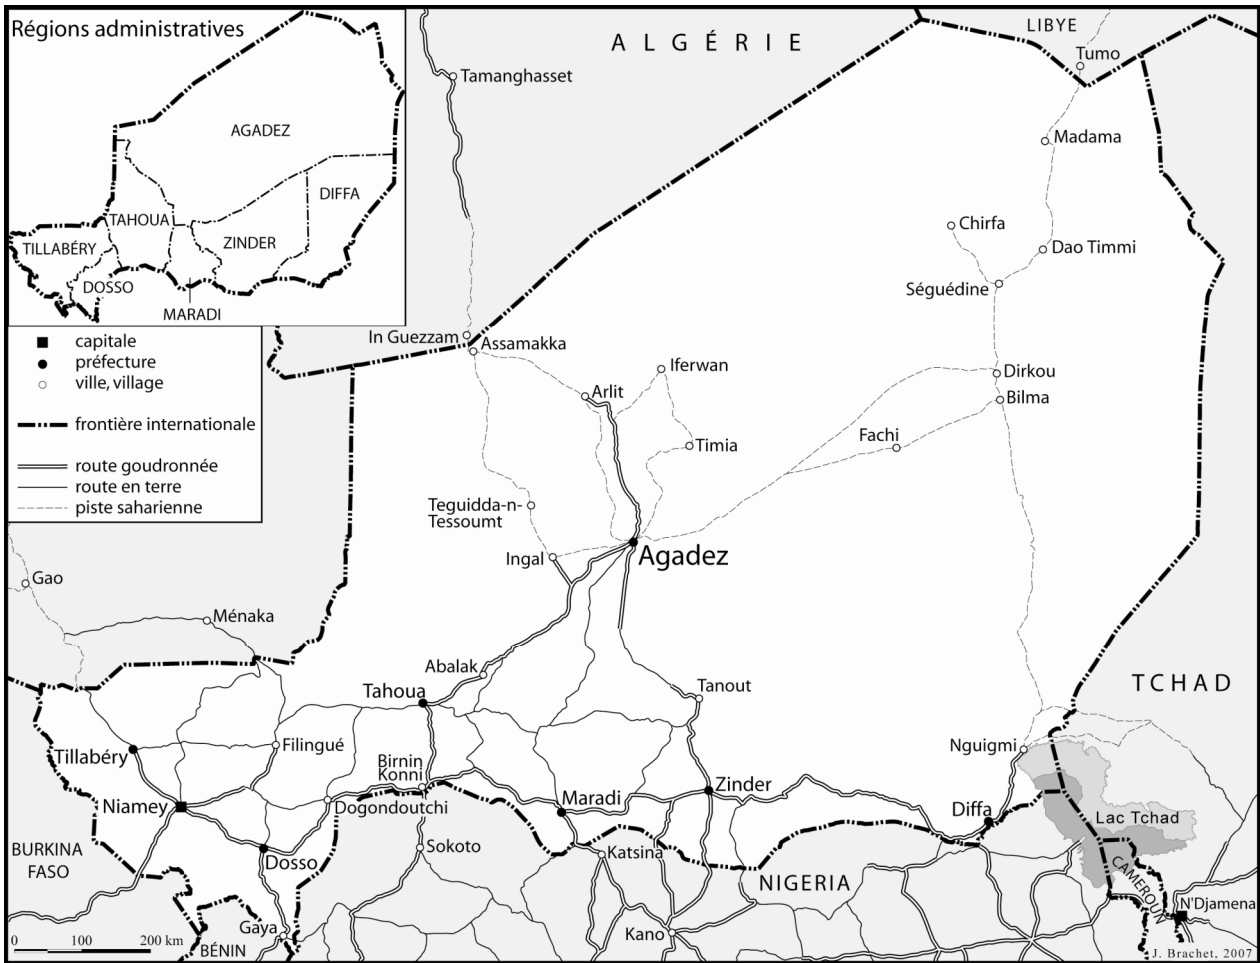 Régions administratives
AGADEZ
DIFFA
TAHOUA
TILLABÉRY
ZINDER
DOSSO
MARADI
capitale
préfecture
ville, village
frontière internationale
route goudronnée
route en terre
piste saharienne
ALGÉRIE
LIBYE
Tumo
Tamanghasset
Madama
Chirfa
Dao Timmi
Séguédine
In Guezzam
Assamakka
Iferwan
Dirkou
Arlit
Bilma
Fachi
Timia
Teguidda-n-
Tessoumt
Ingal
Agadez
Gao
Ménaka
Abalak
Tahoua
Tanout
TCHAD
Tillabéry
Filingué
Nguigmi
Birnin
Konni
Zinder
Niamey
Dogondoutchi
Maradi
Diffa
Lac Tchad
BURKINA
FASO
Dosso
Sokoto
Katsina
NIGERIA
CAMEROUN
N'Djamena
Gaya
Kano
BÉNIN
0 100 200 km
J. Brachet, 2007